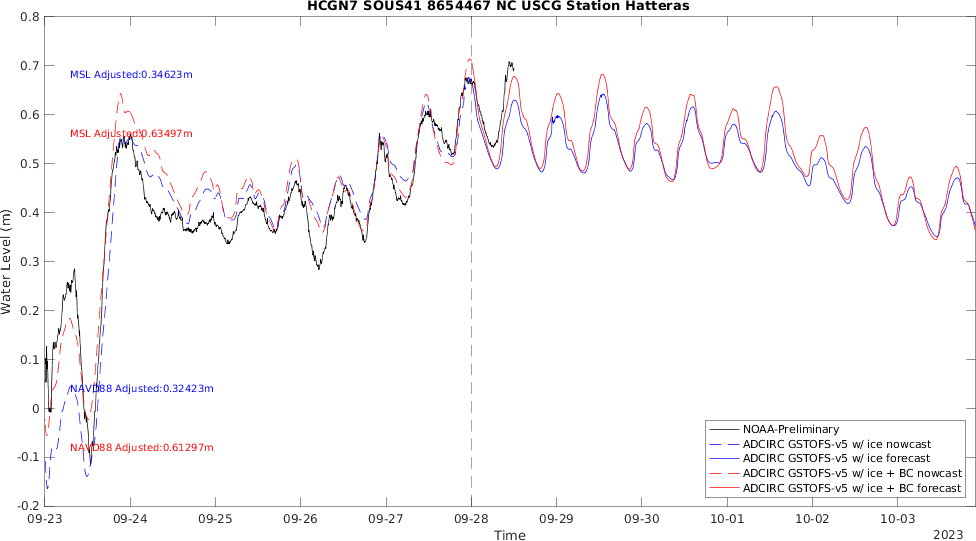 HCGN7 SOUS41 8654467 NC USCG Station Hatteras
0.8
0.7
0.6
0.5
0.4
0.3
0.2
0.1
0
-0.1
-0.2
Water Level (m)
MSL Adjusted:0.34623m
MSL Adjusted:0.63497m
NAVD88 Adjusted:0.32423m
NAVD88 Adjusted:0.61297m
NOAA-Preliminary
ADCIRC GSTOFS-v5 w/ ice nowcast
ADCIRC GSTOFS-v5 w/ ice forecast
ADCIRC GSTOFS-v5 w/ ice + BC nowcast
ADCIRC GSTOFS-v5 w/ ice + BC forecast
09-23 09-24 09-25 09-26 09-27 09-28 09-29 09-30 10-01 10-02 10-03
Time
2023